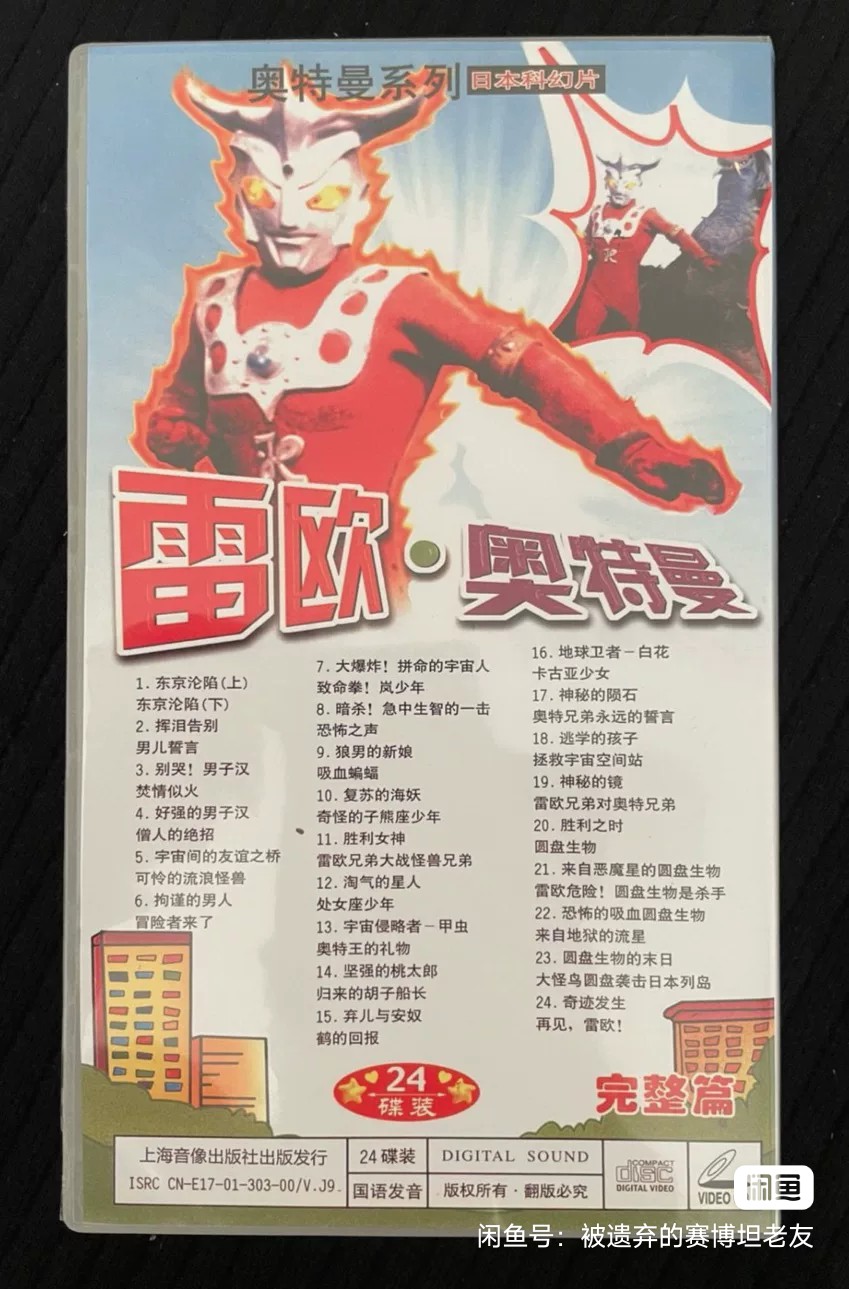 奥特曼系列 日本科幻片
雷欧·奥特曼
1. 东京沦陷(上)
东京沦陷(下)
2. 挥泪告别
男儿誓言
3. 别哭！男子汉
焚情似火
4. 好强的男子汉
僧人的绝招
5. 宇宙间的友谊之桥
可怜的流浪怪兽
6. 拘谨的男人
冒险者来了
7. 大爆炸！拼命的宇宙人
致命拳！岚少年
8. 暗杀！急中生智的一击
恐怖之声
9. 狼男的新娘
吸血蝙蝠
10. 复苏的海妖
奇怪的子熊座少年
11. 胜利女神
雷欧兄弟大战怪兽兄弟
12. 淘气的星人
处女座少年
13. 宇宙侵略者－甲虫
奥特王的礼物
14. 坚强的桃太郎
归来的胡子船长
15. 弃儿与安奴
鹤的回报
16. 地球卫者－白花
卡古亚少女
17. 神秘的陨石
奥特兄弟永远的誓言
18. 逃学的孩子
拯救宇宙空间站
19. 神秘的镜
雷欧兄弟对奥特兄弟
20. 胜利之时
圆盘生物
21. 来自恶魔星的圆盘生物
雷欧危险！圆盘生物是杀手
22. 恐怖的吸血圆盘生物
来自地狱的流星
23. 圆盘生物的末日
大怪鸟圆盘袭击日本列岛
24. 奇迹发生
再见，雷欧！
24
碟装
完整篇
上海音像出版社出版发行
ISRC CN-E17-01-303-00/V.J9.
24碟装
国语发音
DIGITAL SOUND
版权所有·翻版必究
COMPACT
disc
DIGITAL VIDEO
VIDEO
闲鱼
闲鱼号：被遗弃的赛博坦老友